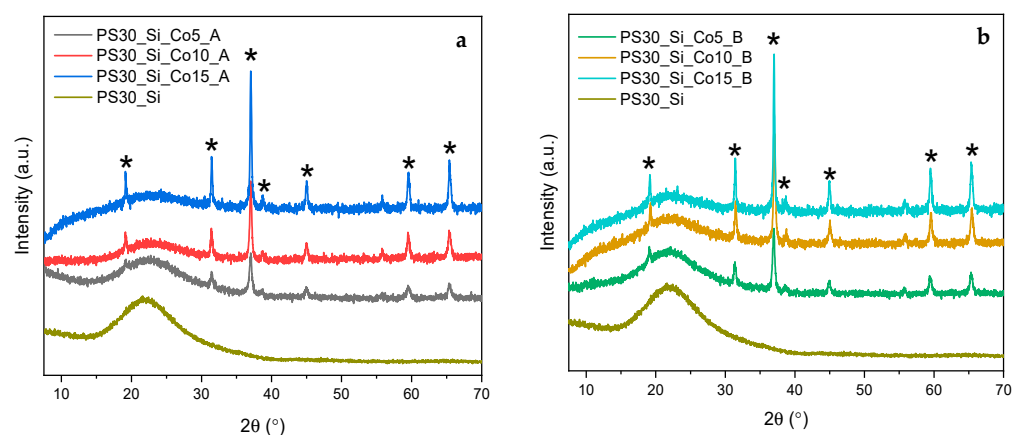 PS30_Si_Co5_A
PS30_Si_Co10_A
PS30_Si_Co15_A
PS30_Si
a
*
*
*
*
*
*
*
Intensity (a.u.)
10 20 30 40 50 60 70
2θ (°)
PS30_Si_Co5_B
PS30_Si_Co10_B
PS30_Si_Co15_B
PS30_Si
b
*
*
*
*
*
*
*
Intensity (a.u.)
10 20 30 40 50 60 70
2θ (°)